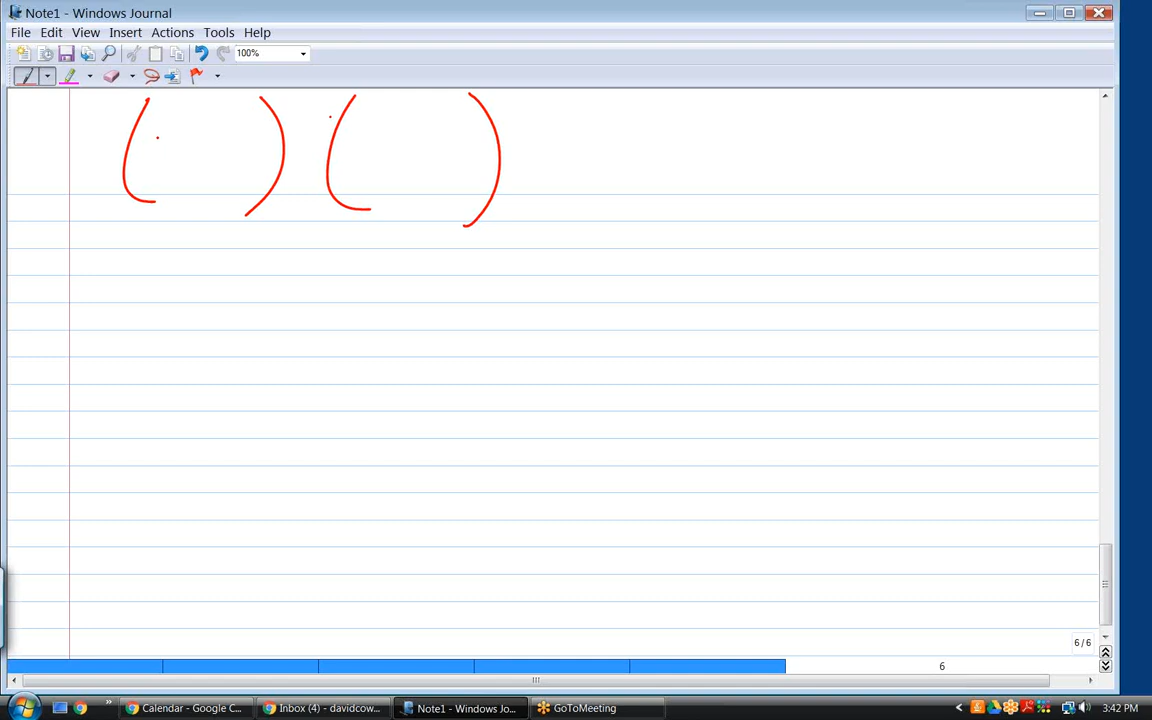 Note1 - Windows Journal
File Edit View Insert Actions Tools Help
100%
( ) ( )
6 / 6
6
Calendar - Google C... Inbox (4) - davidcow... Note1 - Windows Jo... GoToMeeting 3:42 PM